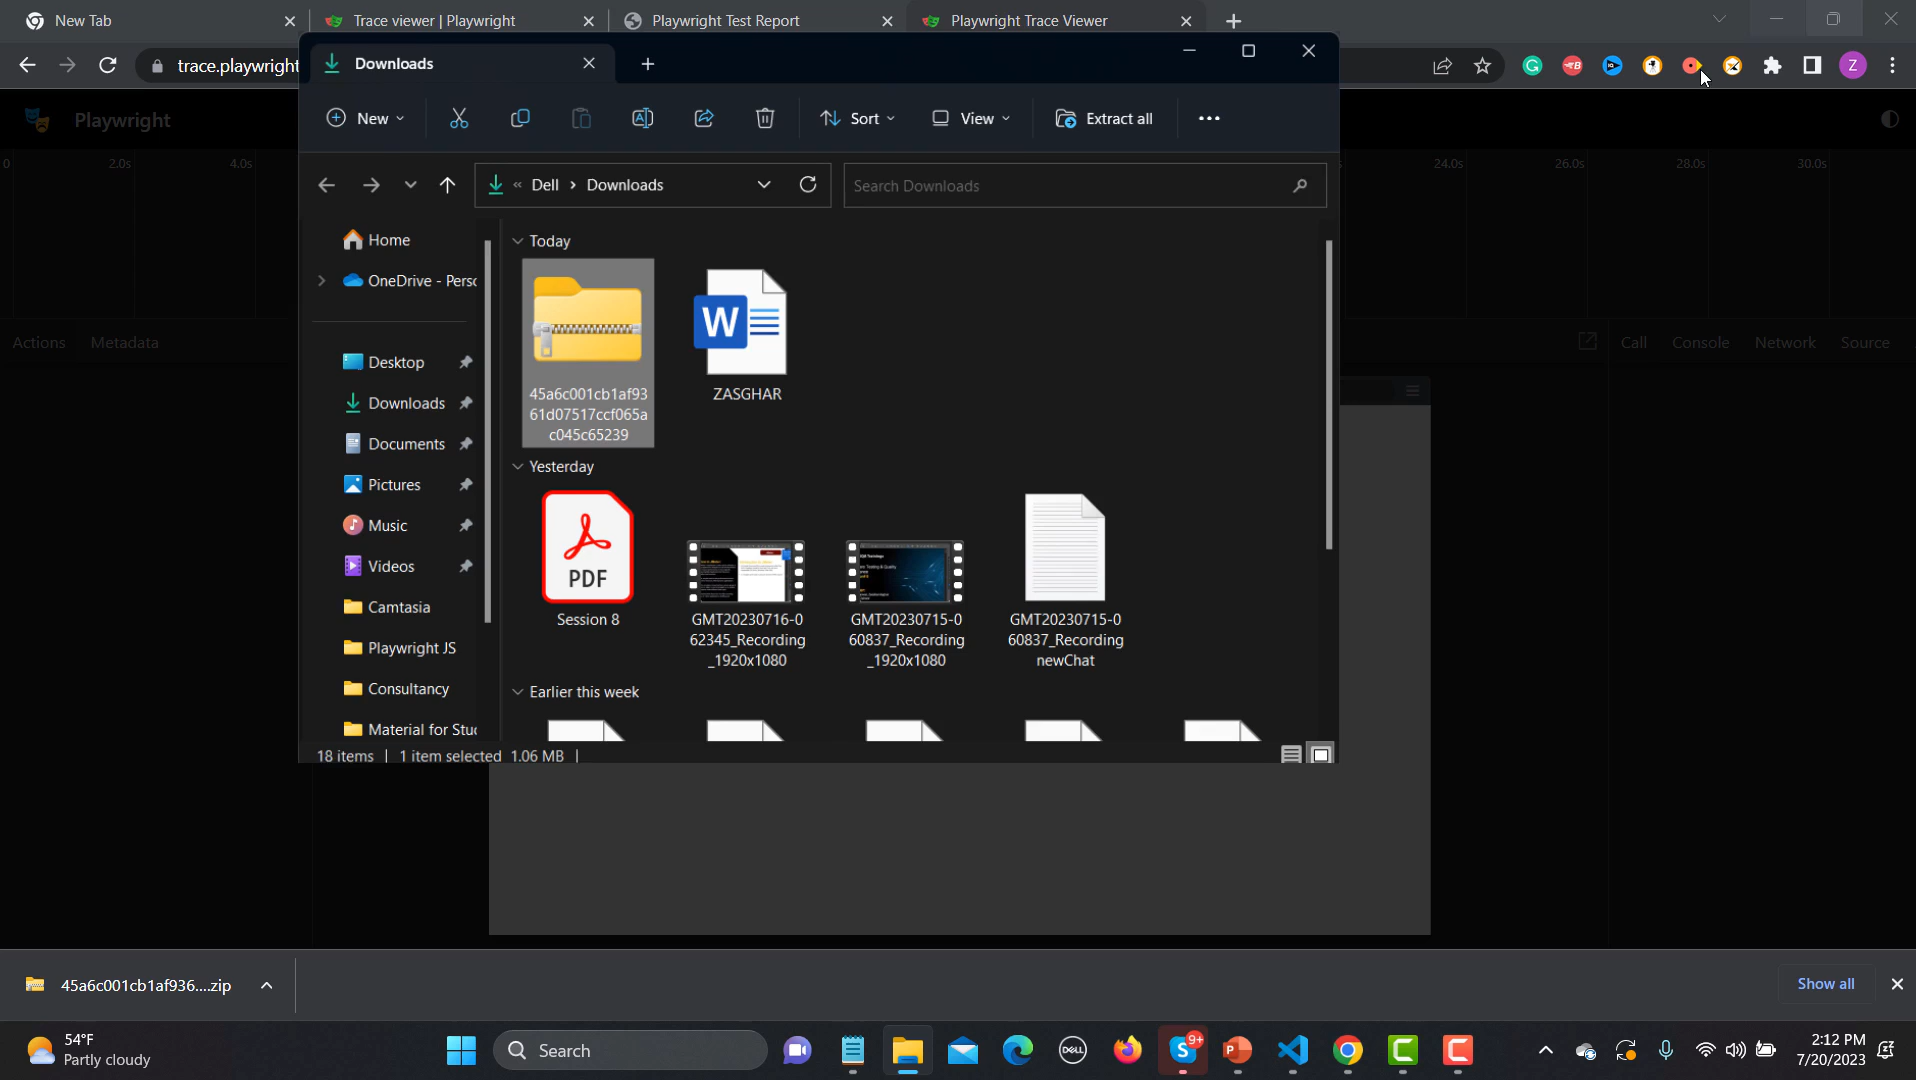 New Tab
Trace viewer | Playwright
Playwright Test Report
Playwright Trace Viewer
trace.playwright
Z
Downloads
New
Sort
View
Extract all
Playwright
0
2.0s
4.0s
24.0s
26.0s
28.0s
30.0s
« Dell > Downloads
Search Downloads
Home
OneDrive - Perso
Desktop
Downloads
Documents
Pictures
Music
Videos
Camtasia
Playwright JS
Consultancy
Material for Stu
Today
45a6c001cb1af93
61d07517ccf065a
c045c65239
W
ZASGHAR
Yesterday
PDF
Session 8
GMT20230716-0
62345_Recording
_1920x1080
GMT20230715-0
60837_Recording
_1920x1080
GMT20230715-0
60837_Recording
newChat
Earlier this week
18 items
1 item selected 1.06 MB
Actions
Metadata
Call
Console
Network
Source
45a6c001cb1af936....zip
Show all
54°F
Partly cloudy
Search
DELL
9+
2:12 PM
7/20/2023